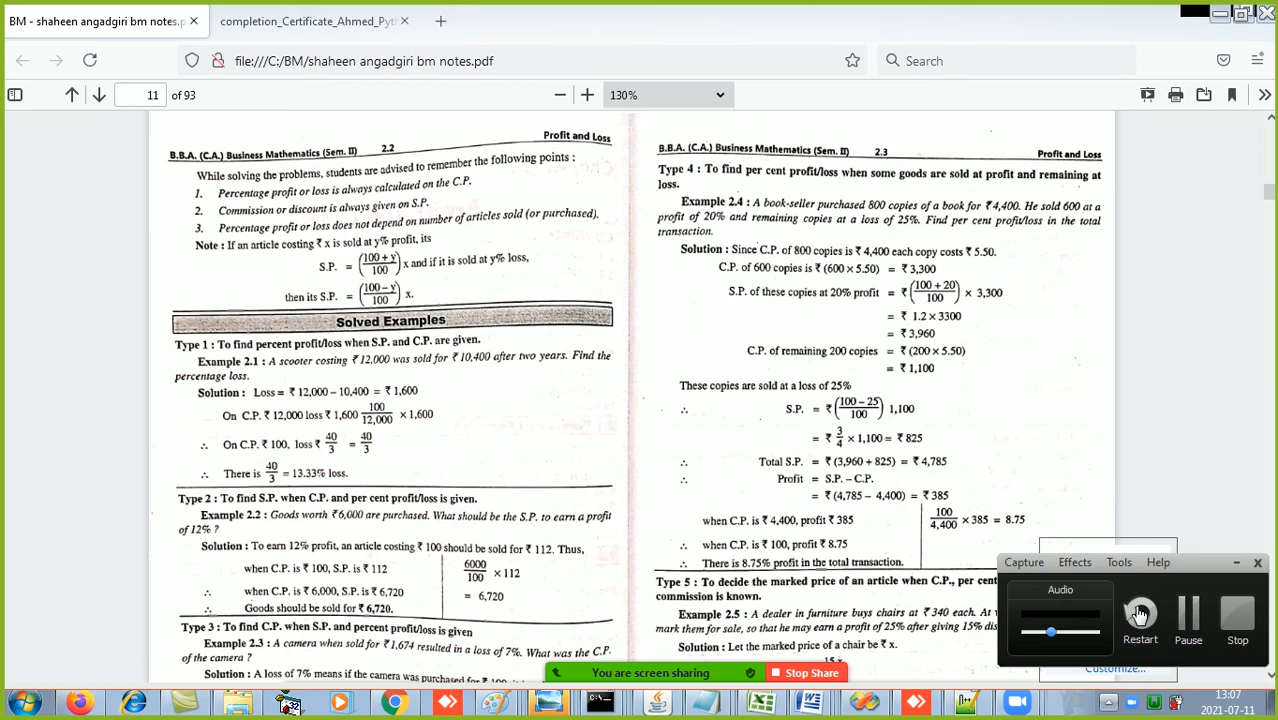 BM - shaheen angadgiri bm notes.p
completion_Certificate_Ahmed_Pyt
file:///C:/BM/shaheen angadgiri bm notes.pdf
Search
11 of 93
130%
B.B.A. (C.A.) Business Mathematics (Sem. II) 2.2 Profit and Loss
While solving the problems, students are advised to remember the following points :
1. Percentage profit or loss is always calculated on the C.P.
2. Commission or discount is always given on S.P.
3. Percentage profit or loss does not depend on number of articles sold (or purchased).
Note : If an article costing ₹ x is sold at y% profit, its
S.P. = (100 + y / 100) x and if it is sold at y% loss,
then its S.P. = (100 – y / 100) x.
Solved Examples
Type 1 : To find percent profit/loss when S.P. and C.P. are given.
Example 2.1 : A scooter costing ₹ 12,000 was sold for ₹ 10,400 after two years. Find the
percentage loss.
Solution : Loss = ₹ 12,000 – 10,400 = ₹ 1,600
On C.P. ₹ 12,000 loss ₹ 1,600 100/12,000 × 1,600
∴ On C.P. ₹ 100, loss ₹ 40/3 = 40/3
∴ There is 40/3 = 13.33% loss.
Type 2 : To find S.P. when C.P. and per cent profit/loss is given.
Example 2.2 : Goods worth ₹ 6,000 are purchased. What should be the S.P. to earn a profit
of 12% ?
Solution : To earn 12% profit, an article costing ₹ 100 should be sold for ₹ 112. Thus,
when C.P. is ₹ 100, S.P. is ₹ 112 6000/100 × 112
∴ when C.P. is ₹ 6,000, S.P. is ₹ 6,720 = 6,720
∴ Goods should be sold for ₹ 6,720.
Type 3 : To find C.P. when S.P. and percent profit/loss is given
Example 2.3 : A camera when sold for ₹ 1,674 resulted in a loss of 7%. What was the C.P.
of the camera ?
Solution : A loss of 7% means if the camera was purchased for ₹ 100
B.B.A. (C.A.) Business Mathematics (Sem. II) 2.3 Profit and Loss
Type 4 : To find per cent profit/loss when some goods are sold at profit and remaining at
loss.
Example 2.4 : A book-seller purchased 800 copies of a book for ₹ 4,400. He sold 600 at a
profit of 20% and remaining copies at a loss of 25%. Find per cent profit/loss in the total
transaction.
Solution : Since C.P. of 800 copies is ₹ 4,400 each copy costs ₹ 5.50.
C.P. of 600 copies is ₹ (600 × 5.50) = ₹ 3,300
S.P. of these copies at 20% profit = ₹ (100 + 20 / 100) × 3,300
= ₹ 1.2 × 3300
= ₹ 3,960
C.P. of remaining 200 copies = ₹ (200 × 5.50)
= ₹ 1,100
These copies are sold at a loss of 25%
∴ S.P. = ₹ (100 – 25 / 100) 1,100
= ₹ 3/4 × 1,100 = ₹ 825
∴ Total S.P. = ₹ (3,960 + 825) = ₹ 4,785
∴ Profit = S.P. – C.P.
= ₹ (4,785 – 4,400) = ₹ 385
when C.P. is ₹ 4,400, profit ₹ 385 100/4,400 × 385 = 8.75
∴ when C.P. is ₹ 100, profit ₹ 8.75
∴ There is 8.75% profit in the total transaction.
Type 5 : To decide the marked price of an article when C.P., per cen
commission is known.
Example 2.5 : A dealer in furniture buys chairs at ₹ 340 each. At w
mark them for sale, so that he may earn a profit of 25% after giving 15% dis
Solution : Let the marked price of a chair be ₹ x.
Capture Effects Tools Help
Audio
Restart Pause Stop
Customize...
You are screen sharing
Stop Share
13:07
2021-07-11